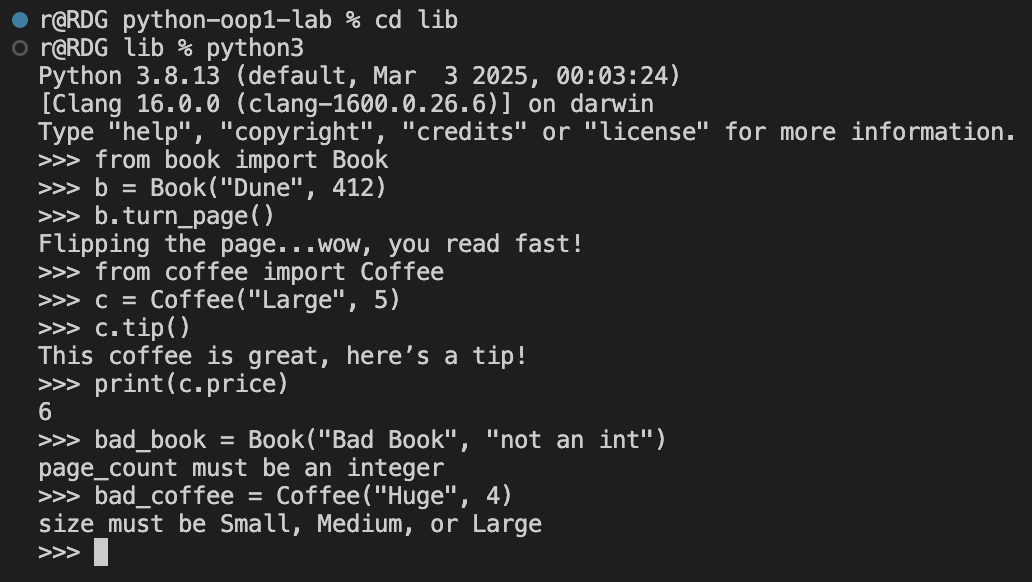 r@RDG python-oop1-lab % cd lib
r@RDG lib % python3
Python 3.8.13 (default, Mar  3 2025, 00:03:24)
[Clang 16.0.0 (clang-1600.0.26.6)] on darwin
Type "help", "copyright", "credits" or "license" for more information.
>>> from book import Book
>>> b = Book("Dune", 412)
>>> b.turn_page()
Flipping the page...wow, you read fast!
>>> from coffee import Coffee
>>> c = Coffee("Large", 5)
>>> c.tip()
This coffee is great, here’s a tip!
>>> print(c.price)
6
>>> bad_book = Book("Bad Book", "not an int")
page_count must be an integer
>>> bad_coffee = Coffee("Huge", 4)
size must be Small, Medium, or Large
>>>